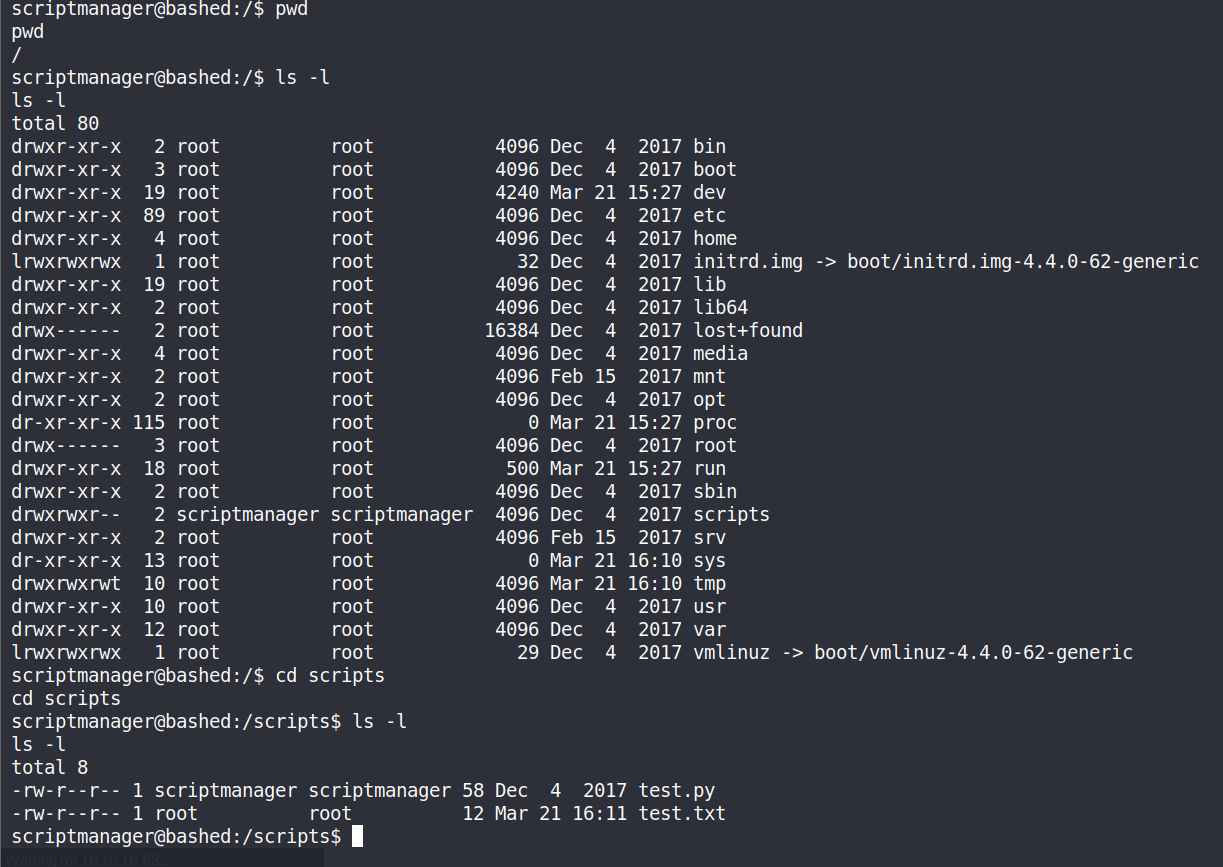 scriptmanager@bashed:/$ pwd
pwd
/
scriptmanager@bashed:/$ ls -l
ls -l
total 80
drwxr-xr-x   2 root          root           4096 Dec  4  2017 bin
drwxr-xr-x   3 root          root           4096 Dec  4  2017 boot
drwxr-xr-x  19 root          root           4240 Mar 21 15:27 dev
drwxr-xr-x  89 root          root           4096 Dec  4  2017 etc
drwxr-xr-x   4 root          root           4096 Dec  4  2017 home
lrwxrwxrwx   1 root          root             32 Dec  4  2017 initrd.img -> boot/initrd.img-4.4.0-62-generic
drwxr-xr-x  19 root          root           4096 Dec  4  2017 lib
drwxr-xr-x   2 root          root           4096 Dec  4  2017 lib64
drwx------   2 root          root          16384 Dec  4  2017 lost+found
drwxr-xr-x   4 root          root           4096 Dec  4  2017 media
drwxr-xr-x   2 root          root           4096 Feb 15  2017 mnt
drwxr-xr-x   2 root          root           4096 Dec  4  2017 opt
dr-xr-xr-x 115 root          root              0 Mar 21 15:27 proc
drwx------   3 root          root           4096 Dec  4  2017 root
drwxr-xr-x  18 root          root            500 Mar 21 15:27 run
drwxr-xr-x   2 root          root           4096 Dec  4  2017 sbin
drwxrwxr--   2 scriptmanager scriptmanager  4096 Dec  4  2017 scripts
drwxr-xr-x   2 root          root           4096 Feb 15  2017 srv
dr-xr-xr-x  13 root          root              0 Mar 21 16:10 sys
drwxrwxrwt  10 root          root           4096 Mar 21 16:10 tmp
drwxr-xr-x  10 root          root           4096 Dec  4  2017 usr
drwxr-xr-x  12 root          root           4096 Dec  4  2017 var
lrwxrwxrwx   1 root          root             29 Dec  4  2017 vmlinuz -> boot/vmlinuz-4.4.0-62-generic
scriptmanager@bashed:/$ cd scripts
cd scripts
scriptmanager@bashed:/scripts$ ls -l
ls -l
total 8
-rw-r--r-- 1 scriptmanager scriptmanager 58 Dec  4  2017 test.py
-rw-r--r-- 1 root          root          12 Mar 21 16:11 test.txt
scriptmanager@bashed:/scripts$
Waiting for 10.10.10.68...